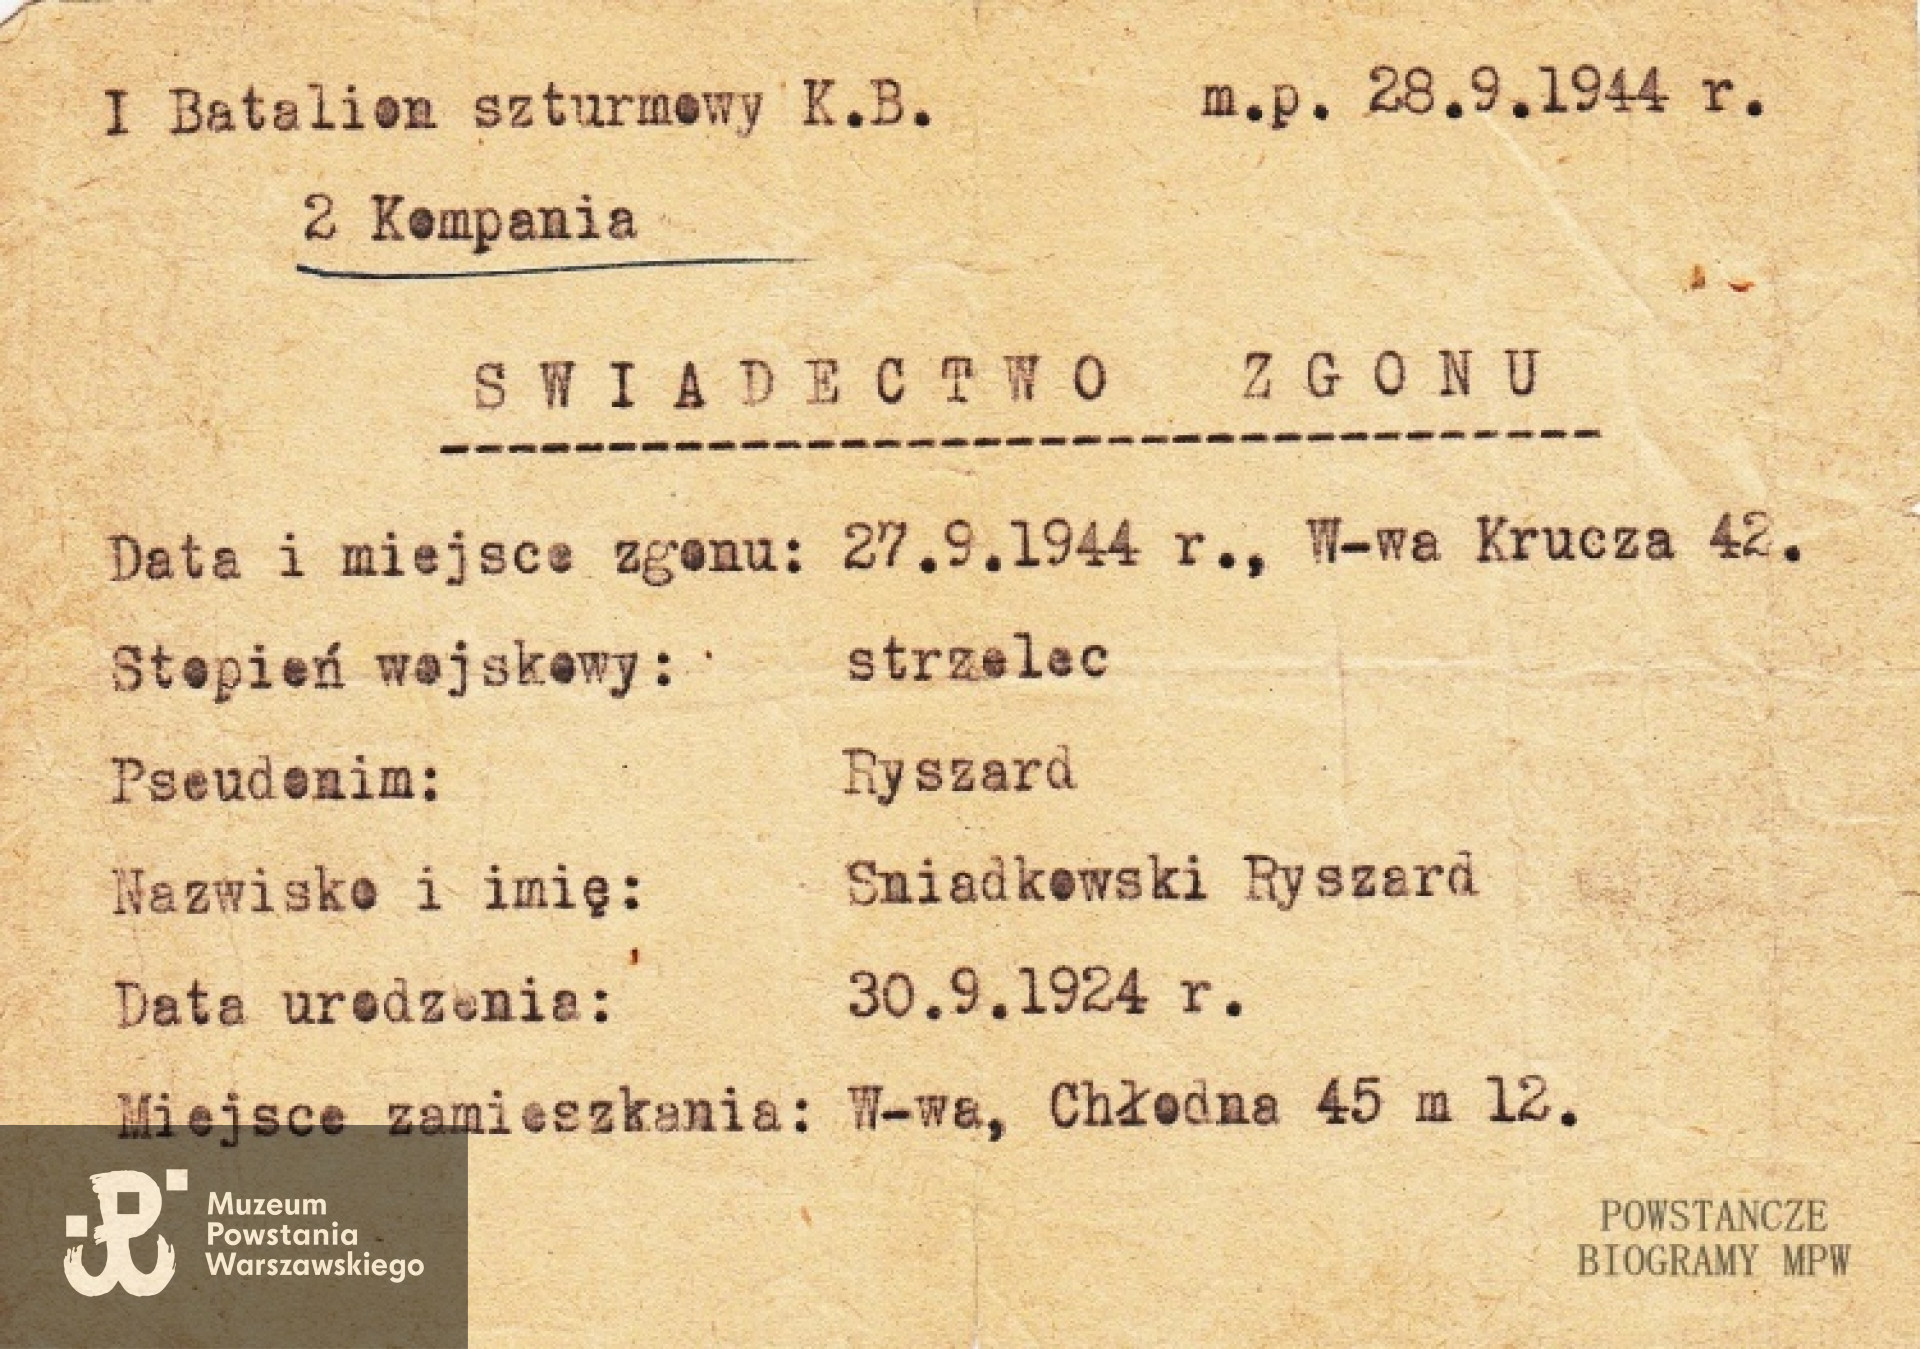 I Batalion szturmowy K.B. m.p. 28.9.1944 r.
2 Kompania
SWIADECTWO ZGONU
-----------------------------------
Data i miejsce zgonu: 27.9.1944 r., W-wa Krucza 42.
Stopień wojskowy: strzelec
Pseudonim: Ryszard
Nazwisko i imię: Sniadkowski Ryszard
Data urodzenia: 30.9.1924 r.
Miejsce zamieszkania: W-wa, Chłodna 45 m 12.
Muzeum
Powstania
Warszawskiego
POWSTANCZE
BIOGRAMY MPW